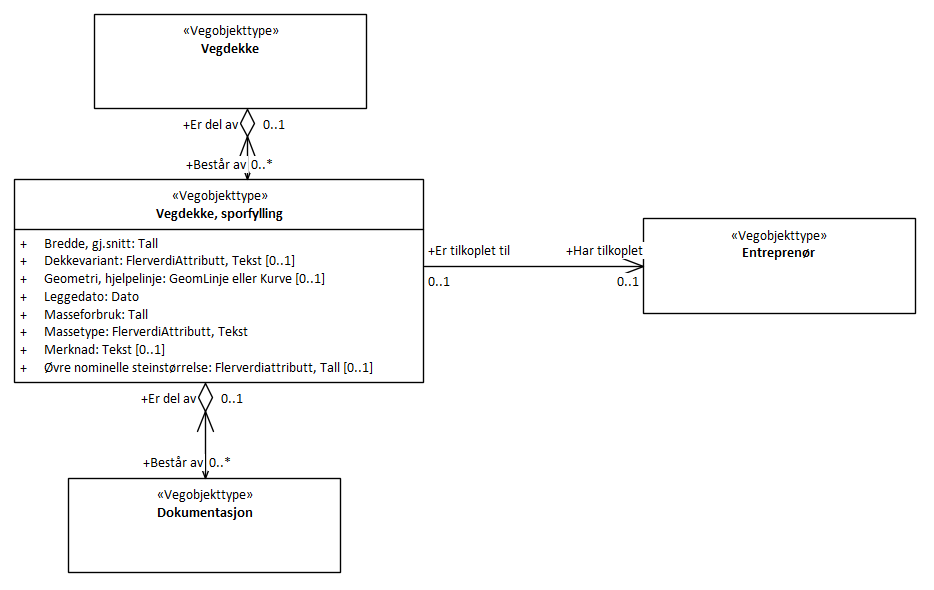 «Vegobjekttype»
Vegdekke
+Er del av 0..1
+Består av 0..*
«Vegobjekttype»
Vegdekke, sporfylling
+ Bredde, gj.snitt: Tall
+ Dekkevariant: FlerverdiAttributt, Tekst [0..1]
+ Geometri, hjelpelinje: GeomLinje eller Kurve [0..1]
+ Leggedato: Dato
+ Masseforbruk: Tall
+ Massetype: FlerverdiAttributt, Tekst
+ Merknad: Tekst [0..1]
+ Øvre nominelle steinstørrelse: Flerverdiattributt, Tall [0..1]
+Er tilkoplet til +Har tilkoplet
0..1 0..1
«Vegobjekttype»
Entreprenør
+Er del av 0..1
+Består av 0..*
«Vegobjekttype»
Dokumentasjon